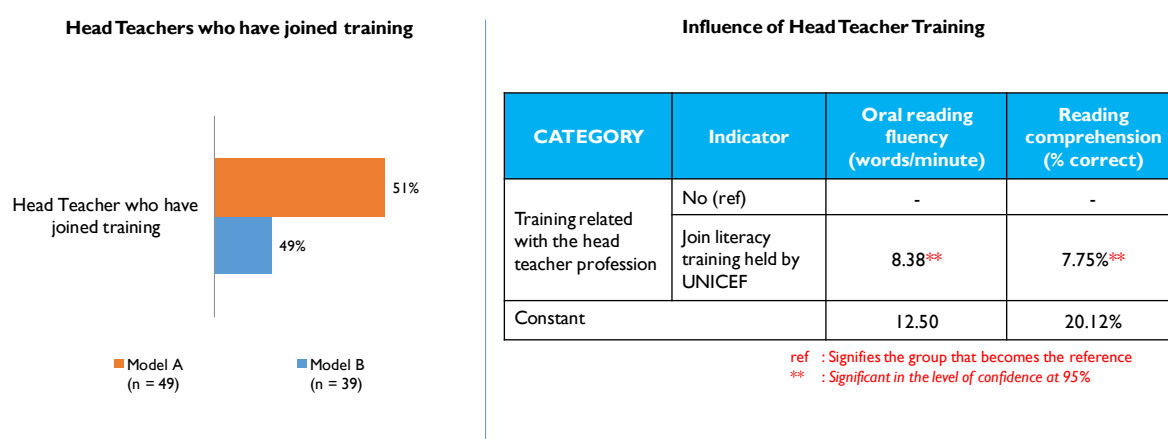 Head Teachers who have joined training
Head Teacher who have
joined training
51%
49%
Model A
(n = 49)
Model B
(n = 39)
Influence of Head Teacher Training
CATEGORY
Indicator
Oral reading
fluency
(words/minute)
Reading
comprehension
(% correct)
Training related
with the head
teacher profession
No (ref)
-
-
Join literacy
training held by
UNICEF
8.38**
7.75%**
Constant
12.50
20.12%
ref : Signifies the group that becomes the reference
** : Significant in the level of confidence at 95%